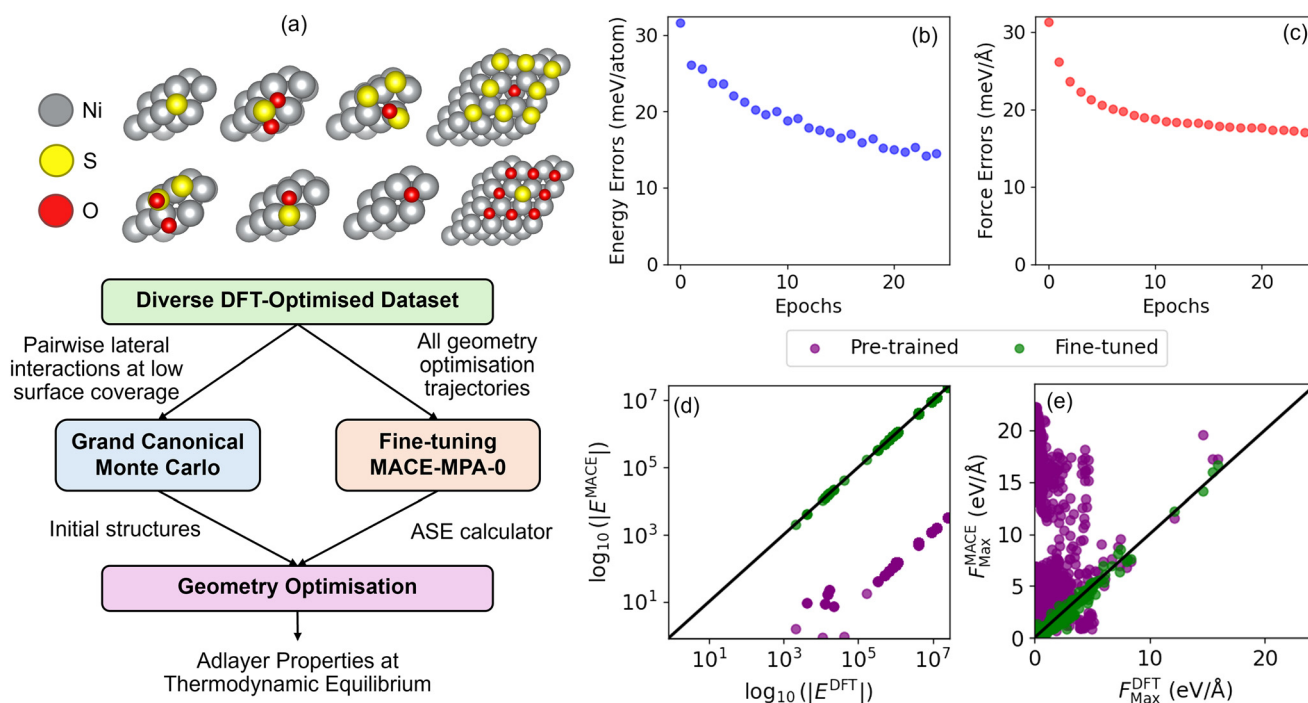 (a)
Ni
S
O
Diverse DFT-Optimised Dataset
Pairwise lateral
interactions at low
surface coverage
All geometry
optimisation
trajectories
Grand Canonical
Monte Carlo
Fine-tuning
MACE-MPA-0
Initial structures
ASE calculator
Geometry Optimisation
Adlayer Properties at
Thermodynamic Equilibrium
(b)
Energy Errors (meV/atom)
30
20
10
0
0
10
20
Epochs
(c)
Force Errors (meV/Å)
30
20
10
0
0
10
20
Epochs
Pre-trained
Fine-tuned
(d)
log₁₀(|E^MACE|)
10⁷
10⁵
10³
10¹
10¹
10³
10⁵
10⁷
log₁₀(|E^DFT|)
(e)
F_Max^MACE (eV/Å)
20
15
10
5
0
0
10
20
F_Max^DFT (eV/Å)